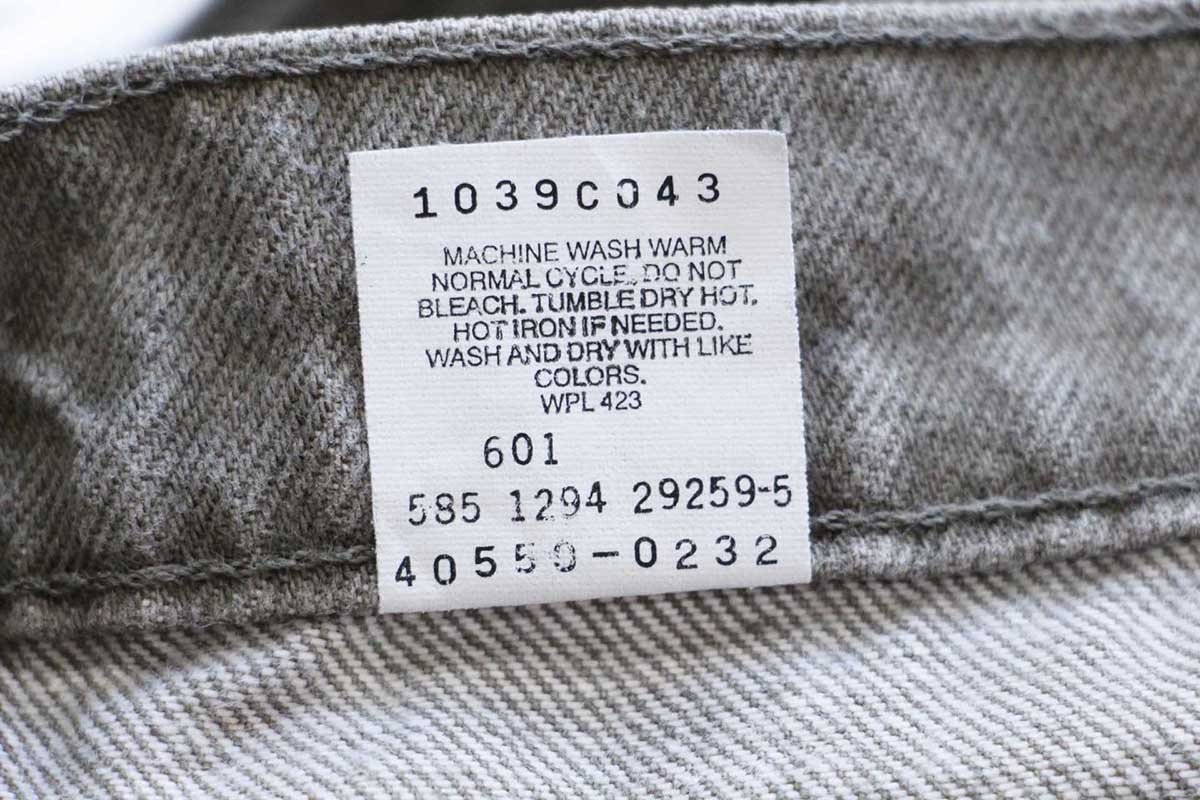 1039C043
MACHINE WASH WARM
NORMAL CYCLE. DO NOT
BLEACH. TUMBLE DRY HOT.
HOT IRON IF NEEDED.
WASH AND DRY WITH LIKE
COLORS.
WPL 423
601
585 1294 29259-5
40550-0232